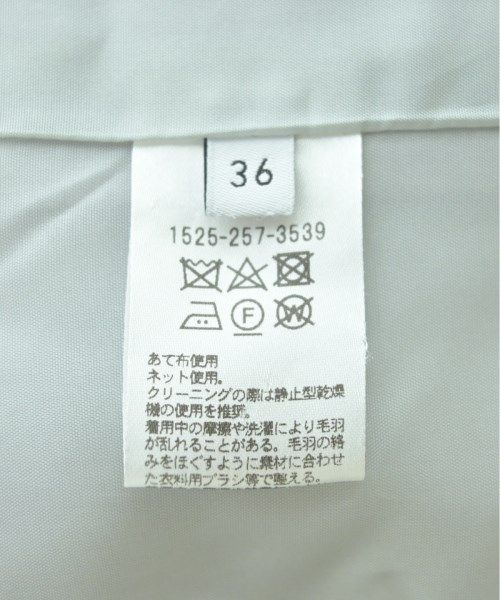 36
1525-257-3539
F
W
あて布使用
ネット使用。
クリーニングの際は静止型乾燥
機の使用を推奨。
着用中の摩擦や洗濯により毛羽
が乱れることがある。毛羽の絡
みをほぐすように素材に合わせ
た衣料用ブラシ等で整える。